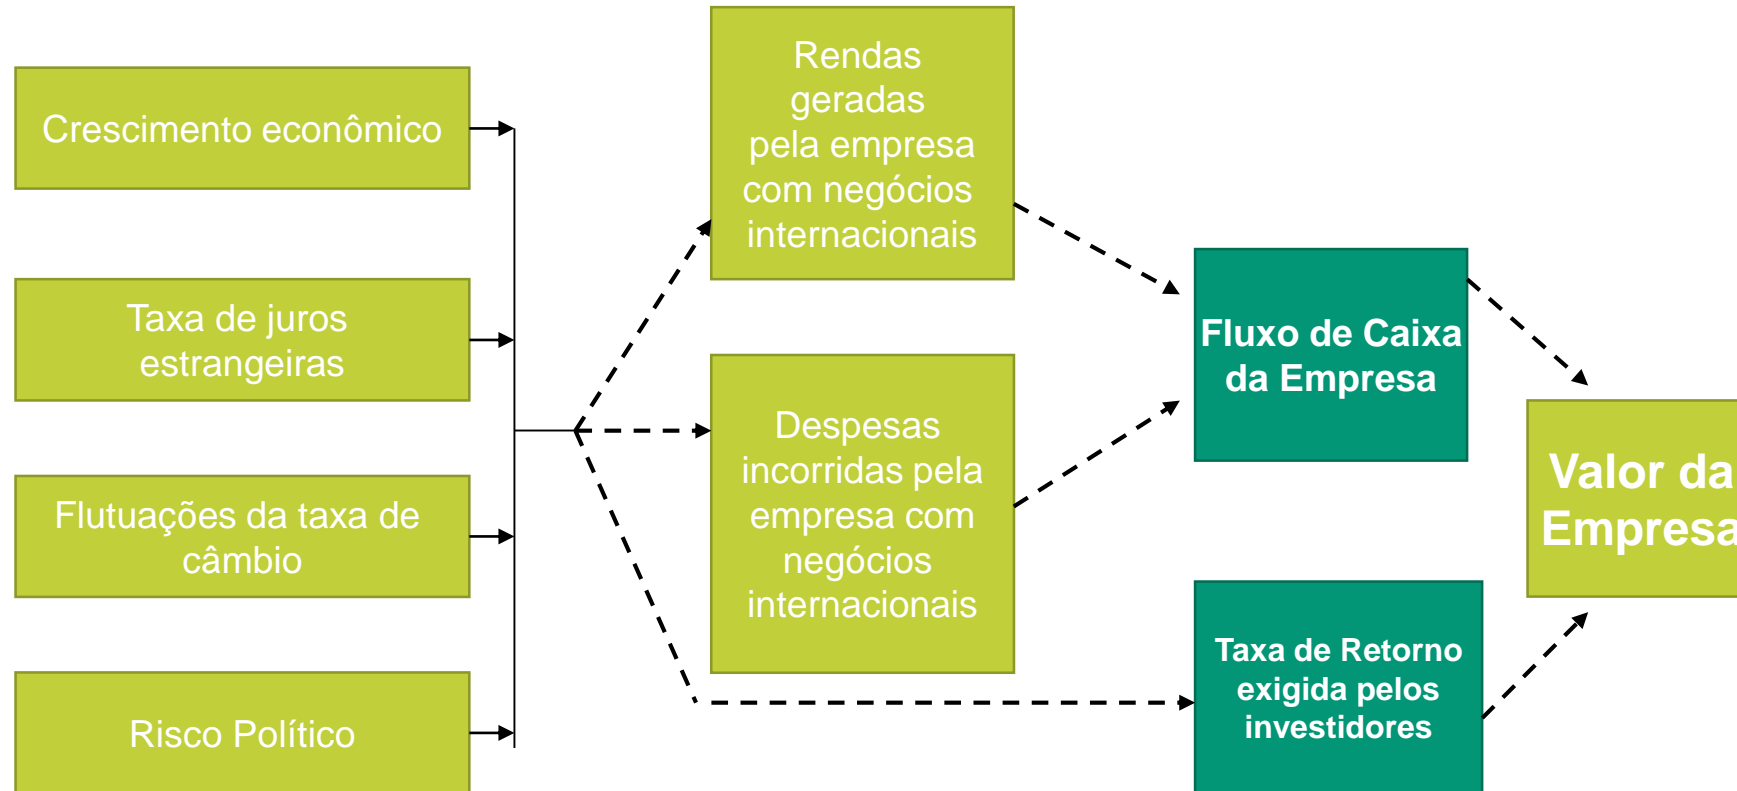 Crescimento econômico
Taxa de juros
estrangeiras
Flutuações da taxa de
câmbio
Risco Político
Rendas
geradas
pela empresa
com negócios
internacionais
Despesas
incorridas pela
empresa com
negócios
internacionais
Fluxo de Caixa
da Empresa
Taxa de Retorno
exigida pelos
investidores
Valor da
Empresa